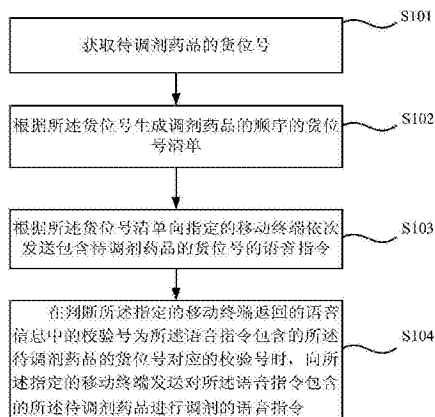 S101
获取待调剂药品的货位号
S102
根据所述货位号生成调剂药品的顺序的货位
号清单
S103
根据所述货位号清单向指定的移动终端依次
发送包含待调剂药品的货位号的语音指令
S104
在判断所述指定的移动终端返回的语音
信息中的校验号为所述语音指令包含的所述
待调剂药品的货位号对应的校验号时，向所
述指定的移动终端发送对所述语音指令包含
的所述待调剂药品进行调剂的语音指令